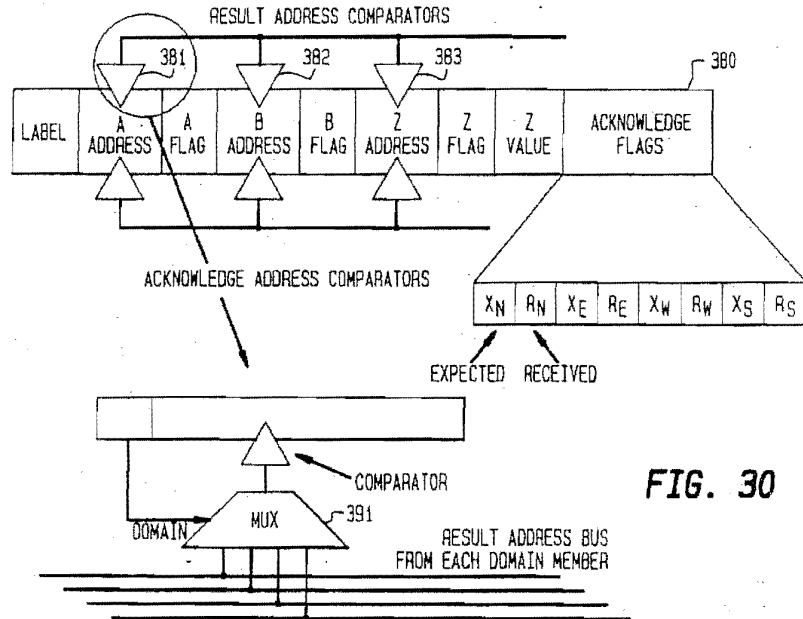 RESULT ADDRESS COMPARATORS
381
382
383
380
LABEL
A ADDRESS
A FLAG
B ADDRESS
B FLAG
Z ADDRESS
Z FLAG
Z VALUE
ACKNOWLEDGE FLAGS
ACKNOWLEDGE ADDRESS COMPARATORS
XN RN XE RE XW RW XS RS
EXPECTED RECEIVED
COMPARATOR
FIG. 30
MUX
391
DOMAIN
RESULT ADDRESS BUS
FROM EACH DOMAIN MEMBER